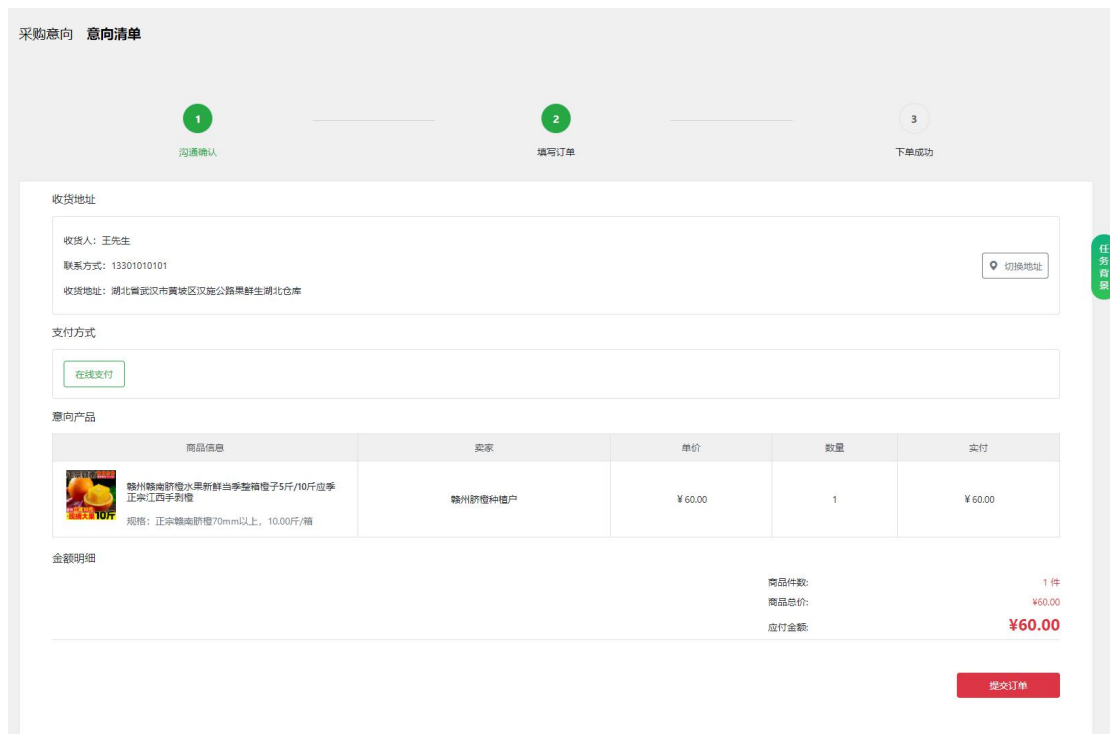 采购意向 意向清单
1
2
3
沟通确认
填写订单
下单成功
收货地址
收货人：王先生
联系方式：13301010101
切换地址
收货地址：湖北省武汉市黄坡区汉施公路果鲜生湖北仓库
任务背景
支付方式
在线支付
意向产品
商品信息 卖家 单价 数量 实付
赣州赣南脐橙水果新鲜当季整箱橙子5斤/10斤应季
正宗江西手剥橙
规格：正宗赣南脐橙70mm以上，10.00斤/箱
10斤
赣州脐橙种植户 ¥60.00 1 ¥60.00
金额明细
商品件数: 1 件
商品总价: ¥60.00
应付金额: ¥60.00
提交订单